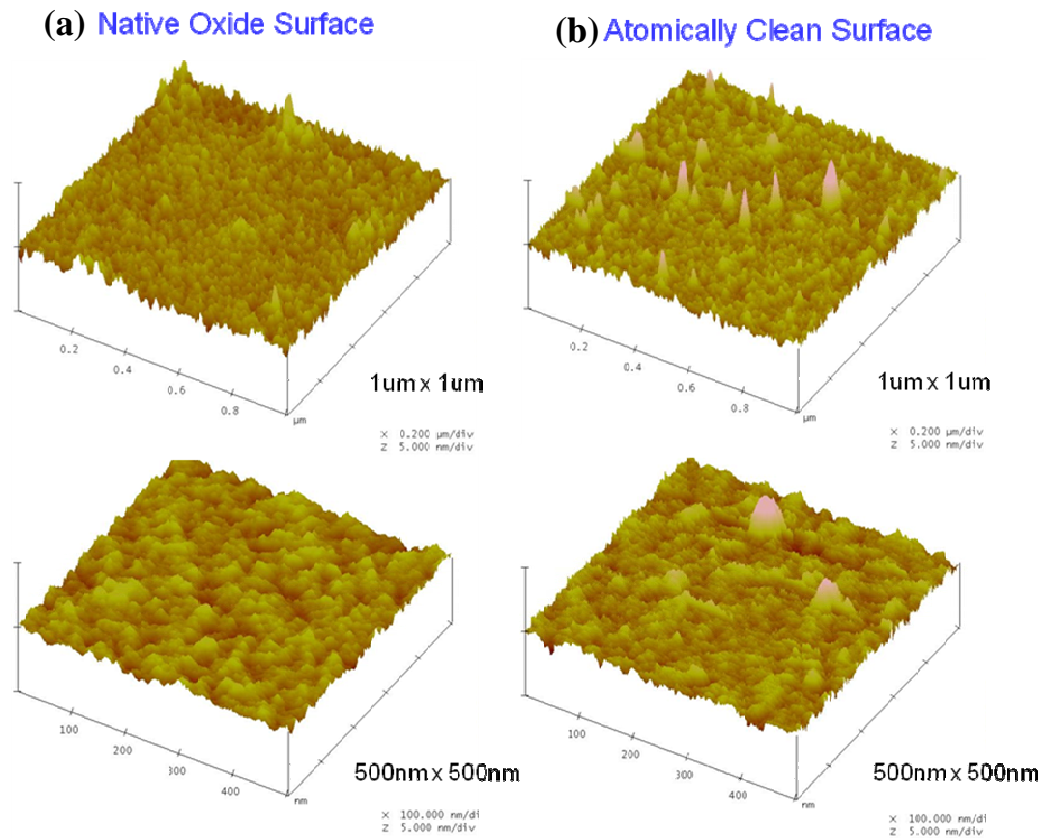 (a) Native Oxide Surface
(b) Atomically Clean Surface
0.2
0.4
0.6
0.8
µm
1um x 1um
X 0.200 µm/div
Z 5.000 nm/div
0.2
0.4
0.6
0.8
µm
1um x 1um
X 0.200 µm/div
Z 5.000 nm/div
100
200
300
400
nm
500nm x 500nm
X 100.000 nm/di
Z 5.000 nm/div
100
200
300
400
nm
500nm x 500nm
X 100.000 nm/di
Z 5.000 nm/div